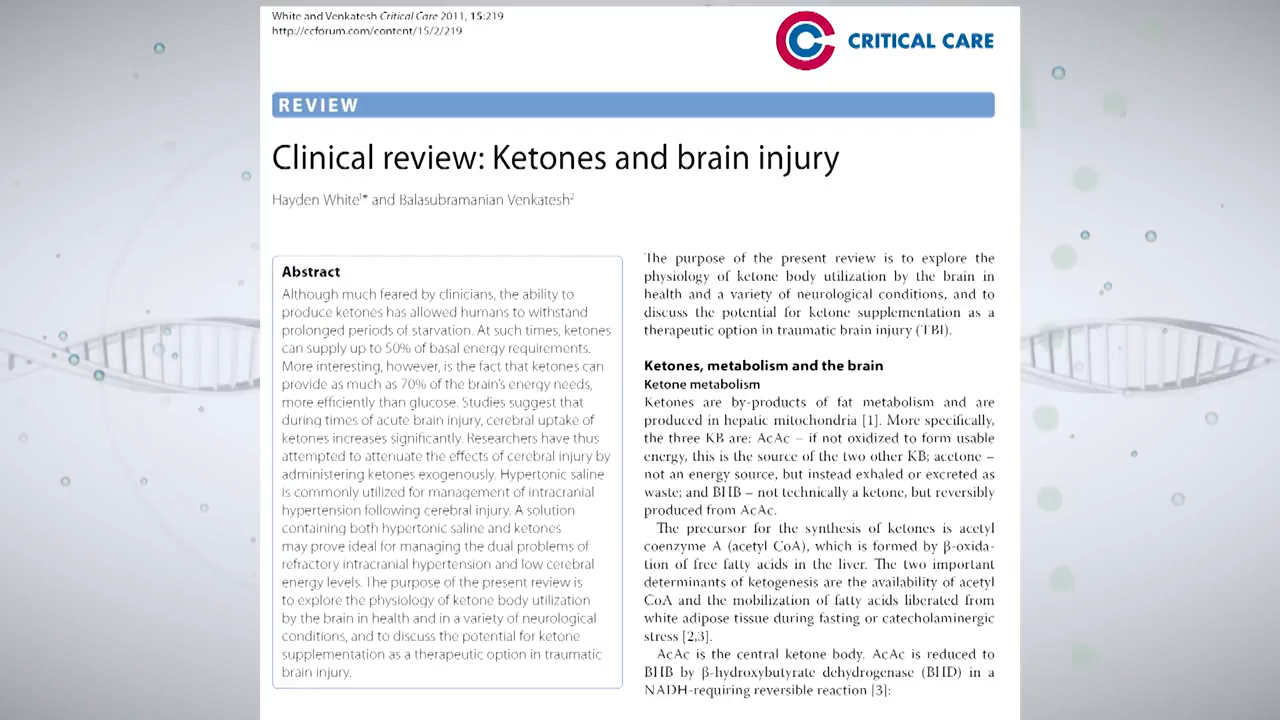 White and Venkatesh Critical Care 2011, 15:219
http://ccforum.com/content/15/2/219
CRITICAL CARE
REVIEW
Clinical review: Ketones and brain injury
Hayden White¹* and Balasubramanian Venkatesh²
Abstract
Although much feared by clinicians, the ability to
produce ketones has allowed humans to withstand
prolonged periods of starvation. At such times, ketones
can supply up to 50% of basal energy requirements.
More interesting, however, is the fact that ketones can
provide as much as 70% of the brain's energy needs,
more efficiently than glucose. Studies suggest that
during times of acute brain injury, cerebral uptake of
ketones increases significantly. Researchers have thus
attempted to attenuate the effects of cerebral injury by
administering ketones exogenously. Hypertonic saline
is commonly utilized for management of intracranial
hypertension following cerebral injury. A solution
containing both hypertonic saline and ketones
may prove ideal for managing the dual problems of
refractory intracranial hypertension and low cerebral
energy levels. The purpose of the present review is
to explore the physiology of ketone body utilization
by the brain in health and in a variety of neurological
conditions, and to discuss the potential for ketone
supplementation as a therapeutic option in traumatic
brain injury.
The purpose of the present review is to explore the
physiology of ketone body utilization by the brain in
health and a variety of neurological conditions, and to
discuss the potential for ketone supplementation as a
therapeutic option in traumatic brain injury (TBI).
Ketones, metabolism and the brain
Ketone metabolism
Ketones are by-products of fat metabolism and are
produced in hepatic mitochondria [1]. More specifically,
the three KB are: AcAc – if not oxidized to form usable
energy, this is the source of the two other KB; acetone –
not an energy source, but instead exhaled or excreted as
waste; and BHB – not technically a ketone, but reversibly
produced from AcAc.
The precursor for the synthesis of ketones is acetyl
coenzyme A (acetyl CoA), which is formed by β-oxida-
tion of free fatty acids in the liver. The two important
determinants of ketogenesis are the availability of acetyl
CoA and the mobilization of fatty acids liberated from
white adipose tissue during fasting or catecholaminergic
stress [2,3].
AcAc is the central ketone body. AcAc is reduced to
BHB by β-hydroxybutyrate dehydrogenase (BHD) in a
NADH-requiring reversible reaction [3]: